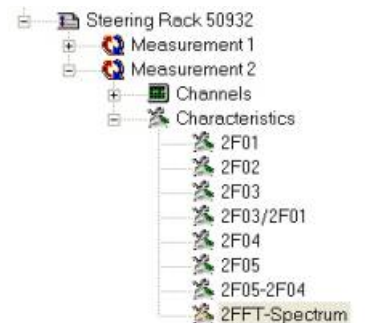 Steering Rack 50932
Measurement 1
Measurement 2
Channels
Characteristics
2F01
2F02
2F03
2F03/2F01
2F04
2F05
2F05-2F04
2FFT-Spectrum